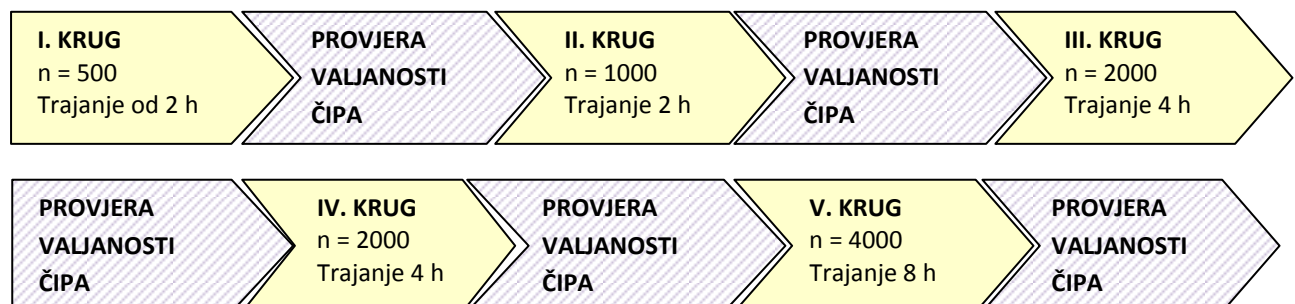 I. KRUG
n = 500
Trajanje od 2 h
PROVJERA
VALJANOSTI
ČIPA
II. KRUG
n = 1000
Trajanje 2 h
PROVJERA
VALJANOSTI
ČIPA
III. KRUG
n = 2000
Trajanje 4 h
PROVJERA
VALJANOSTI
ČIPA
IV. KRUG
n = 2000
Trajanje 4 h
PROVJERA
VALJANOSTI
ČIPA
V. KRUG
n = 4000
Trajanje 8 h
PROVJERA
VALJANOSTI
ČIPA